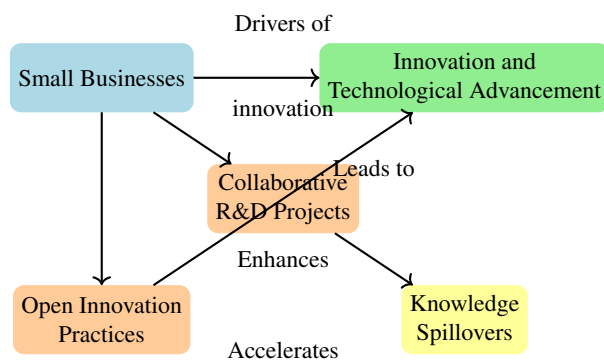 Drivers of
Small Businesses
Innovation and
Technological Advancement
innovation
Leads to
Collaborative
R&D Projects
Enhances
Open Innovation
Practices
Knowledge
Spillovers
Accelerates